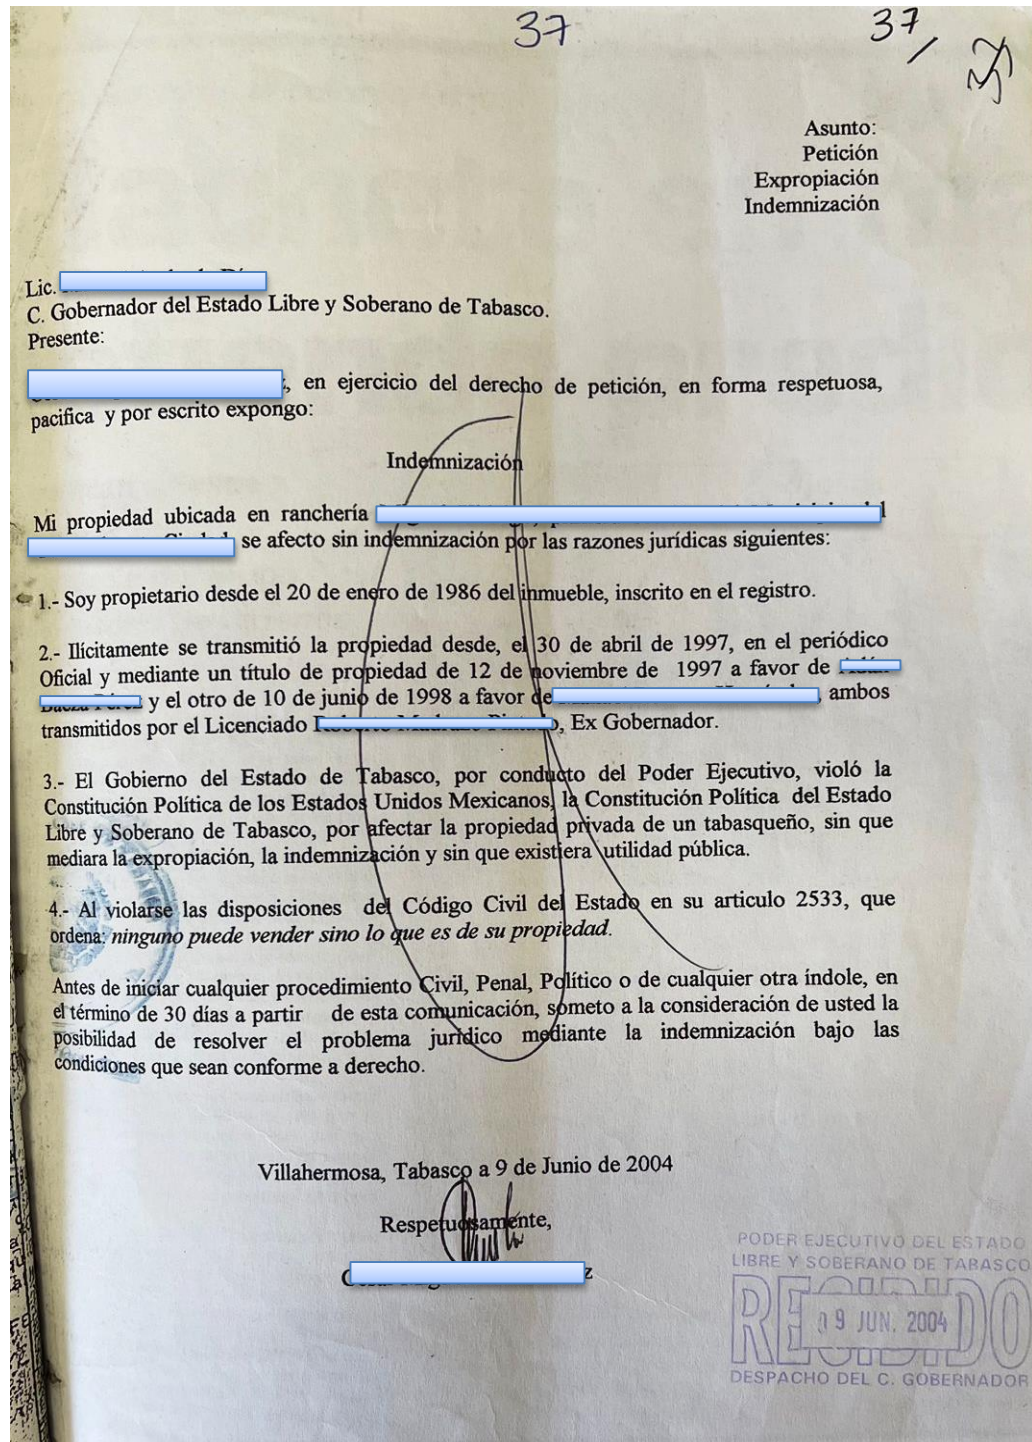 37
37
Asunto:
Petición
Expropiación
Indemnización
Lic.
C. Gobernador del Estado Libre y Soberano de Tabasco.
Presente:
, en ejercicio del derecho de petición, en forma respetuosa,
pacifica y por escrito expongo:
Indemnización
Mi propiedad ubicada en ranchería
se afecto sin indemnización por las razones jurídicas siguientes:
1.- Soy propietario desde el 20 de enero de 1986 del inmueble, inscrito en el registro.
2.- Ilícitamente se transmitió la propiedad desde, el 30 de abril de 1997, en el periódico
Oficial y mediante un título de propiedad de 12 de noviembre de 1997 a favor de
y el otro de 10 de junio de 1998 a favor de , ambos
transmitidos por el Licenciado , Ex Gobernador.
3.- El Gobierno del Estado de Tabasco, por conducto del Poder Ejecutivo, violó la
Constitución Política de los Estados Unidos Mexicanos, la Constitución Política del Estado
Libre y Soberano de Tabasco, por afectar la propiedad privada de un tabasqueño, sin que
mediara la expropiación, la indemnización y sin que existiera utilidad pública.
4.- Al violarse las disposiciones del Código Civil del Estado en su articulo 2533, que
ordena: ninguno puede vender sino lo que es de su propiedad.
Antes de iniciar cualquier procedimiento Civil, Penal, Político o de cualquier otra índole, en
el término de 30 días a partir de esta comunicación, someto a la consideración de usted la
posibilidad de resolver el problema jurídico mediante la indemnización bajo las
condiciones que sean conforme a derecho.
Villahermosa, Tabasco a 9 de Junio de 2004
Respetuosamente,
PODER EJECUTIVO DEL ESTADO
LIBRE Y SOBERANO DE TABASCO
RECIBIDO
09 JUN. 2004
DESPACHO DEL C. GOBERNADOR